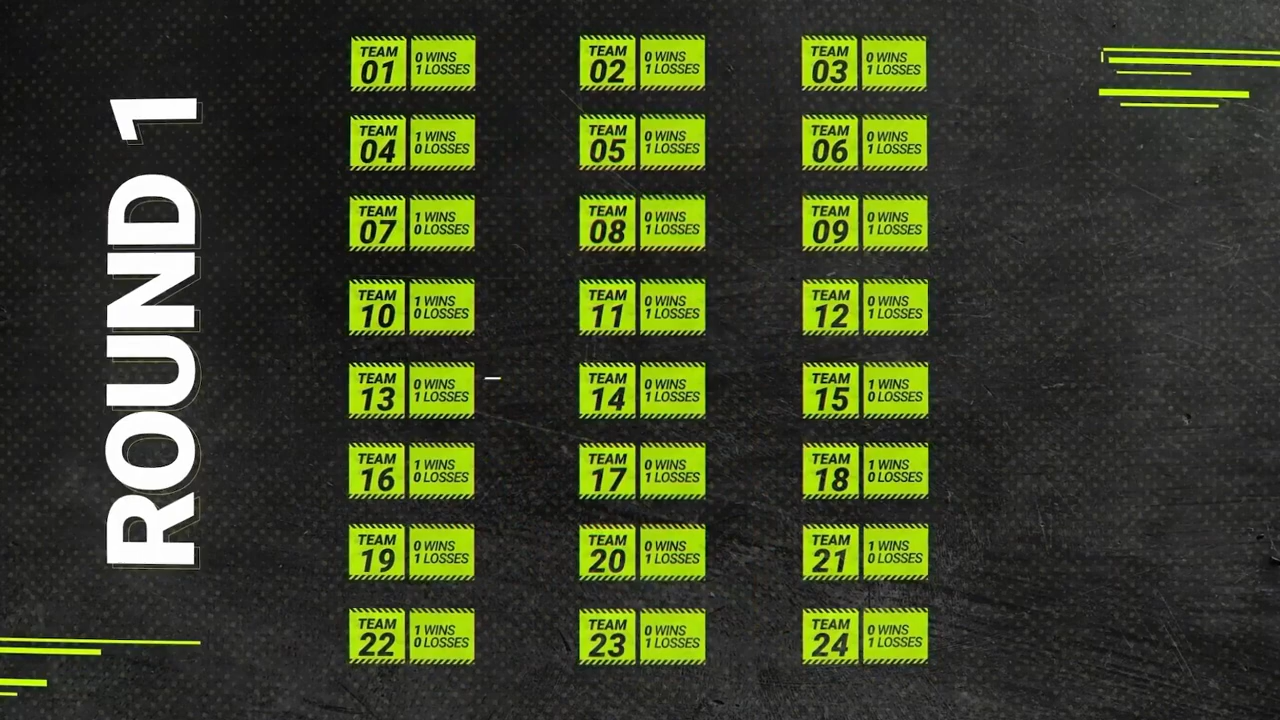 ROUND 1
TEAM 01 0 WINS 1 LOSSES
TEAM 02 0 WINS 1 LOSSES
TEAM 03 0 WINS 1 LOSSES
TEAM 04 1 WINS 0 LOSSES
TEAM 05 0 WINS 1 LOSSES
TEAM 06 0 WINS 1 LOSSES
TEAM 07 1 WINS 0 LOSSES
TEAM 08 0 WINS 1 LOSSES
TEAM 09 0 WINS 1 LOSSES
TEAM 10 1 WINS 0 LOSSES
TEAM 11 0 WINS 1 LOSSES
TEAM 12 0 WINS 1 LOSSES
TEAM 13 0 WINS 1 LOSSES
TEAM 14 0 WINS 1 LOSSES
TEAM 15 1 WINS 0 LOSSES
TEAM 16 1 WINS 0 LOSSES
TEAM 17 0 WINS 1 LOSSES
TEAM 18 1 WINS 0 LOSSES
TEAM 19 0 WINS 1 LOSSES
TEAM 20 0 WINS 1 LOSSES
TEAM 21 1 WINS 0 LOSSES
TEAM 22 1 WINS 0 LOSSES
TEAM 23 0 WINS 1 LOSSES
TEAM 24 0 WINS 1 LOSSES